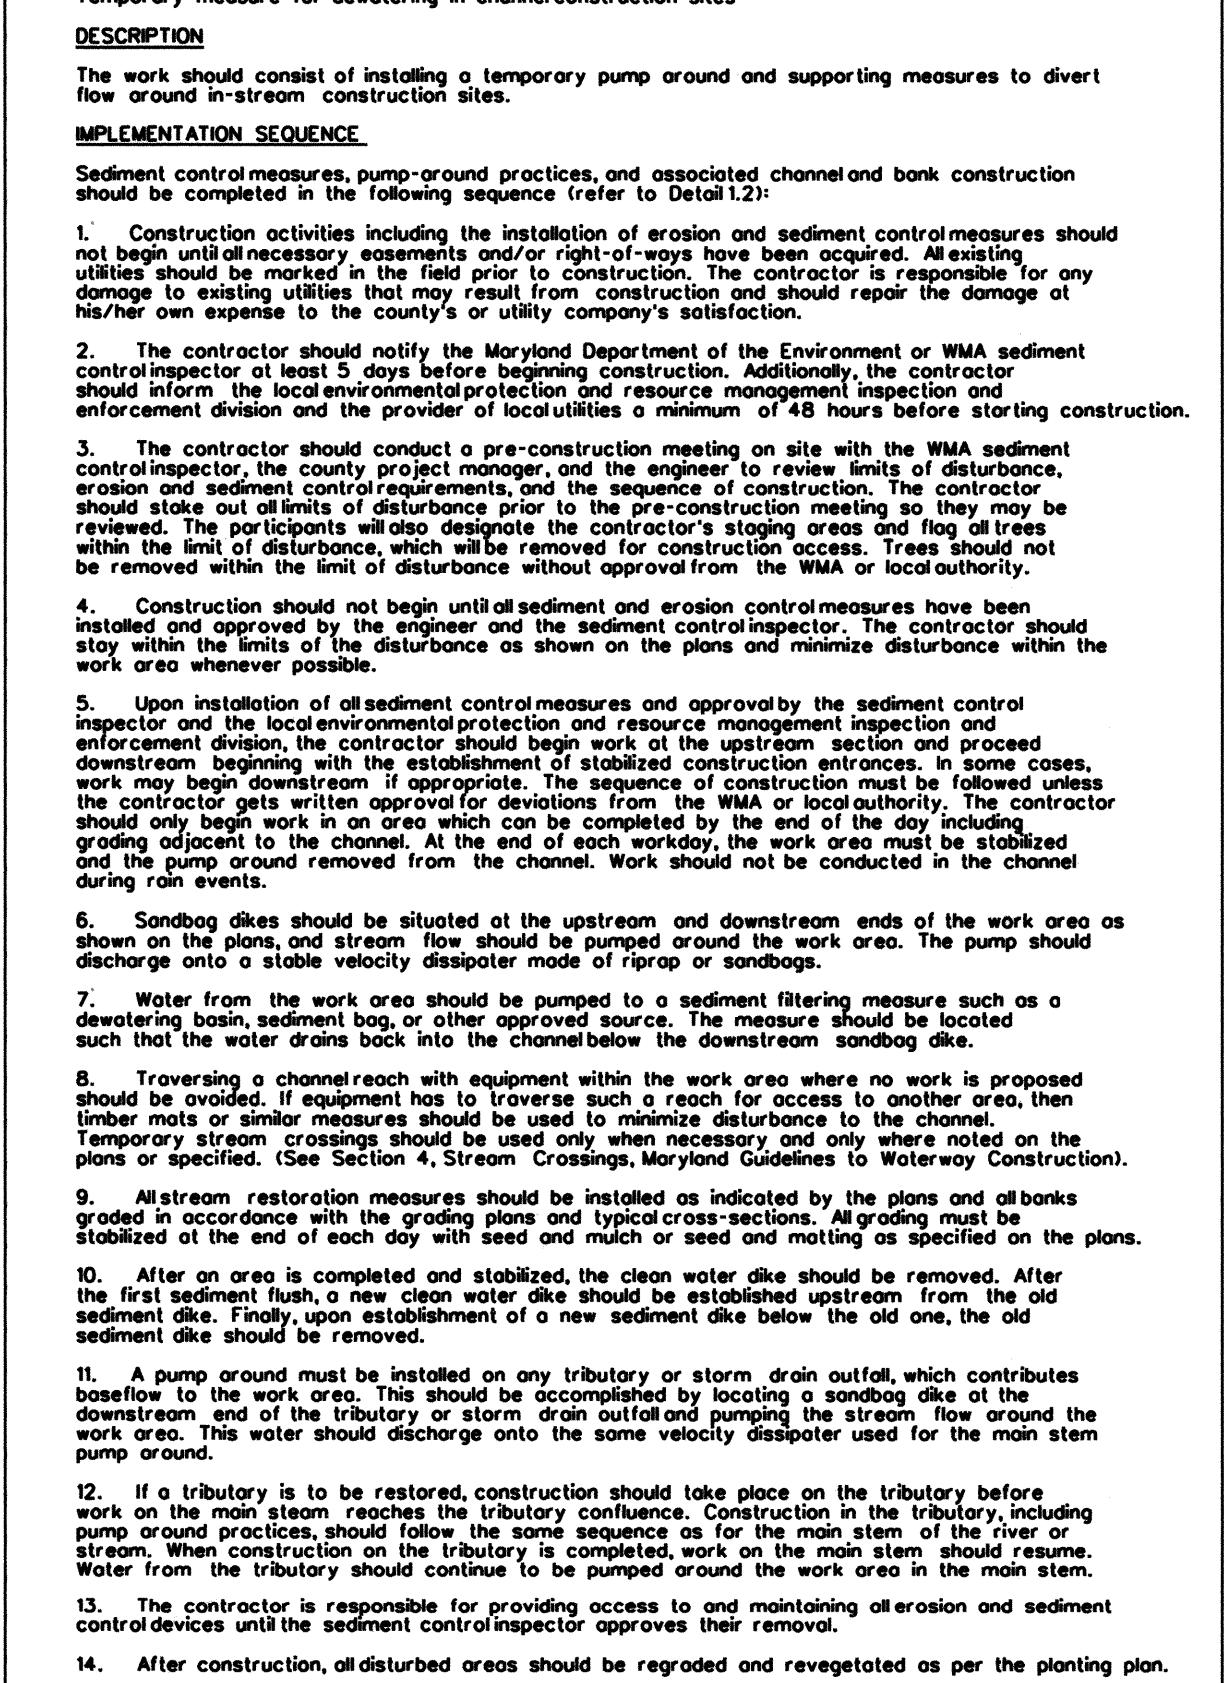 Temporary measure for dewatering in channel construction sites
DESCRIPTION
The work should consist of installing a temporary pump around and supporting measures to divert
flow around in-stream construction sites.
IMPLEMENTATION SEQUENCE
Sediment control measures, pump-around practices, and associated channel and bank construction
should be completed in the following sequence (refer to Detail 1.2):
1. Construction activities including the installation of erosion and sediment control measures should
not begin until all necessary easements and/or right-of-ways have been acquired. All existing
utilities should be marked in the field prior to construction. The contractor is responsible for any
damage to existing utilities that may result from construction and should repair the damage at
his/her own expense to the county's or utility company's satisfaction.
2. The contractor should notify the Maryland Department of the Environment or WMA sediment
control inspector at least 5 days before beginning construction. Additionally, the contractor
should inform the local environmental protection and resource management inspection and
enforcement division and the provider of local utilities a minimum of 48 hours before starting construction.
3. The contractor should conduct a pre-construction meeting on site with the WMA sediment
control inspector, the county project manager, and the engineer to review limits of disturbance,
erosion and sediment control requirements, and the sequence of construction. The contractor
should stake out all limits of disturbance prior to the pre-construction meeting so they may be
reviewed. The participants will also designate the contractor's staging areas and flag all trees
within the limit of disturbance, which will be removed for construction access. Trees should not
be removed within the limit of disturbance without approval from the WMA or local authority.
4. Construction should not begin until all sediment and erosion control measures have been
installed and approved by the engineer and the sediment control inspector. The contractor should
stay within the limits of the disturbance as shown on the plans and minimize disturbance within the
work area whenever possible.
5. Upon installation of all sediment control measures and approval by the sediment control
inspector and the local environmental protection and resource management inspection and
enforcement division, the contractor should begin work at the upstream section and proceed
downstream beginning with the establishment of stabilized construction entrances. In some cases,
work may begin downstream if appropriate. The sequence of construction must be followed unless
the contractor gets written approval for deviations from the WMA or local authority. The contractor
should only begin work in an area which can be completed by the end of the day including
grading adjacent to the channel. At the end of each workday, the work area must be stabilized
and the pump around removed from the channel. Work should not be conducted in the channel
during rain events.
6. Sandbag dikes should be situated at the upstream and downstream ends of the work area as
shown on the plans, and stream flow should be pumped around the work area. The pump should
discharge onto a stable velocity dissipater made of riprap or sandbags.
7. Water from the work area should be pumped to a sediment filtering measure such as a
dewatering basin, sediment bag, or other approved source. The measure should be located
such that the water drains back into the channel below the downstream sandbag dike.
8. Traversing a channel reach with equipment within the work area where no work is proposed
should be avoided. If equipment has to traverse such a reach for access to another area, then
timber mats or similar measures should be used to minimize disturbance to the channel.
Temporary stream crossings should be used only when necessary and only where noted on the
plans or specified. (See Section 4, Stream Crossings, Maryland Guidelines to Waterway Construction).
9. All stream restoration measures should be installed as indicated by the plans and all banks
graded in accordance with the grading plans and typical cross-sections. All grading must be
stabilized at the end of each day with seed and mulch or seed and matting as specified on the plans.
10. After an area is completed and stabilized, the clean water dike should be removed. After
the first sediment flush, a new clean water dike should be established upstream from the old
sediment dike. Finally, upon establishment of a new sediment dike below the old one, the old
sediment dike should be removed.
11. A pump around must be installed on any tributary or storm drain outfall, which contributes
baseflow to the work area. This should be accomplished by locating a sandbag dike at the
downstream end of the tributary or storm drain outfall and pumping the stream flow around the
work area. This water should discharge onto the same velocity dissipater used for the main stem
pump around.
12. If a tributary is to be restored, construction should take place on the tributary before
work on the main steam reaches the tributary confluence. Construction in the tributary, including
pump around practices, should follow the same sequence as for the main stem of the river or
stream. When construction on the tributary is completed, work on the main stem should resume.
Water from the tributary should continue to be pumped around the work area in the main stem.
13. The contractor is responsible for providing access to and maintaining all erosion and sediment
control devices until the sediment control inspector approves their removal.
14. After construction, all disturbed areas should be regraded and revegetated as per the planting plan.